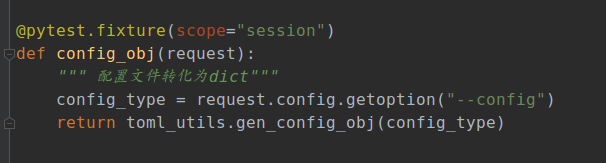 @pytest.fixture(scope="session")
def config_obj(request):
    """ 配置文件转化为dict"""
    config_type = request.config.getoption("--config")
    return toml_utils.gen_config_obj(config_type)